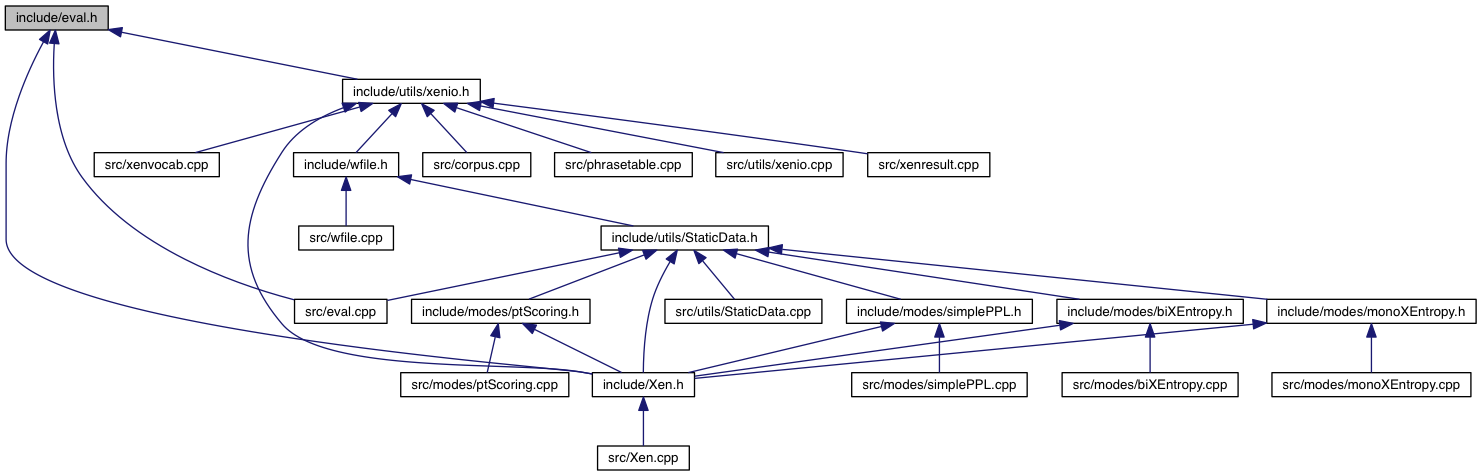 include/eval.h
include/utils/xenio.h
src/xenvocab.cpp
include/wfile.h
src/corpus.cpp
src/phrasetable.cpp
src/utils/xenio.cpp
src/xenresult.cpp
src/wfile.cpp
include/utils/StaticData.h
src/eval.cpp
include/modes/ptScoring.h
src/utils/StaticData.cpp
include/modes/simplePPL.h
include/modes/biXEntropy.h
include/modes/monoXEntropy.h
src/modes/ptScoring.cpp
include/Xen.h
src/modes/simplePPL.cpp
src/modes/biXEntropy.cpp
src/modes/monoXEntropy.cpp
src/Xen.cpp